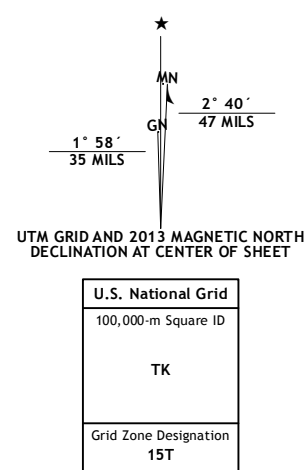 ★
MN
2° 40´
47 MILS
GN
1° 58´
35 MILS
UTM GRID AND 2013 MAGNETIC NORTH
DECLINATION AT CENTER OF SHEET
U.S. National Grid
100,000-m Square ID
TK
Grid Zone Designation
15T